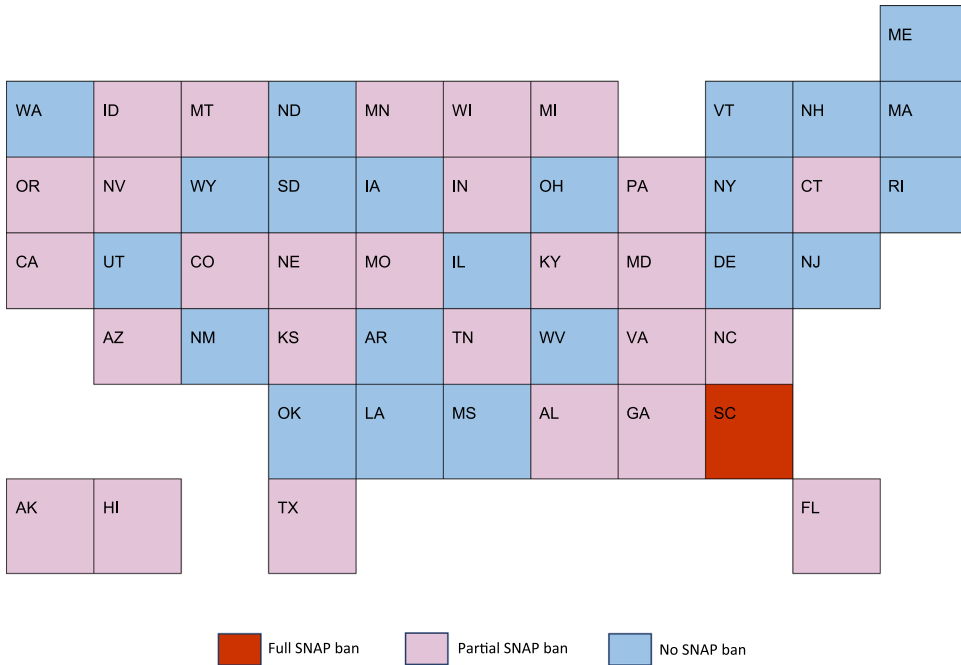 ME
WA ID MT ND MN WI MI VT NH MA
OR NV WY SD IA IN OH PA NY CT RI
CA UT CO NE MO IL KY MD DE NJ
AZ NM KS AR TN WV VA NC
OK LA MS AL GA SC
AK HI TX FL
Full SNAP ban Partial SNAP ban No SNAP ban